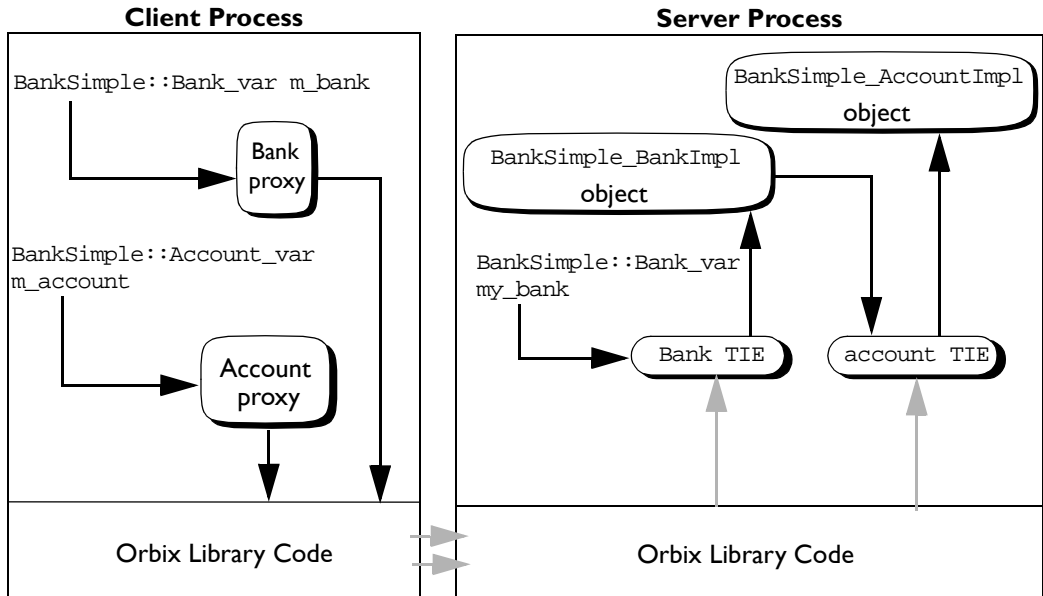 Client Process
BankSimple::Bank_var m_bank
Bank
proxy
BankSimple::Account_var
m_account
Account
proxy
Orbix Library Code
Server Process
BankSimple_AccountImpl
object
BankSimple_BankImpl
object
BankSimple::Bank_var
my_bank
Bank TIE
account TIE
Orbix Library Code